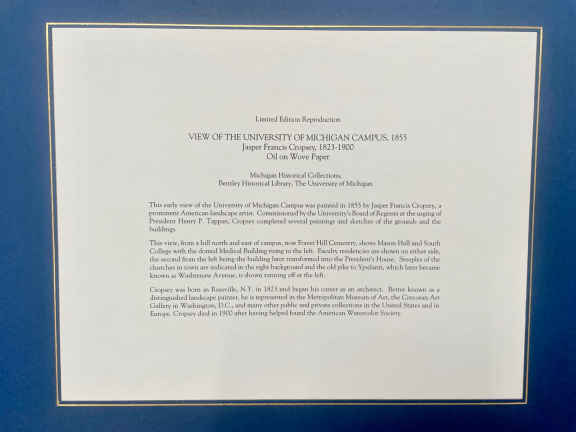 Limited Edition Reproduction
VIEW OF THE UNIVERSITY OF MICHIGAN CAMPUS, 1855
Jasper Francis Cropsey, 1823-1900
Oil on Wove Paper
Michigan Historical Collections,
Bentley Historical Library, The University of Michigan
This early view of the University of Michigan Campus was painted in 1855 by Jasper Francis Cropsey, a
prominent American landscape artist. Commissioned by the University's Board of Regents at the urging of
President Henry P. Tappan, Cropsey completed several paintings and sketches of the grounds and the
buildings.
This view, from a hill north and east of campus, now Forest Hill Cemetery, shows Mason Hall and South
College with the domed Medical Building rising to the left. Faculty residencies are shown on either side,
the second from the left being the building later transformed into the President's House. Steeples of the
churches in town are indicated in the right background and the old pike to Ypsilanti, which later became
known as Washtenaw Avenue, is shown running off at the left.
Cropsey was born in Rossville, N.Y. in 1823 and began his career as an architect. Better known as a
distinguished landscape painter, he is represented in the Metropolitan Museum of Art, the Corcoran Art
Gallery in Washington, D.C., and many other public and private collections in the United States and in
Europe. Cropsey died in 1900 after having helped found the American Watercolor Society.